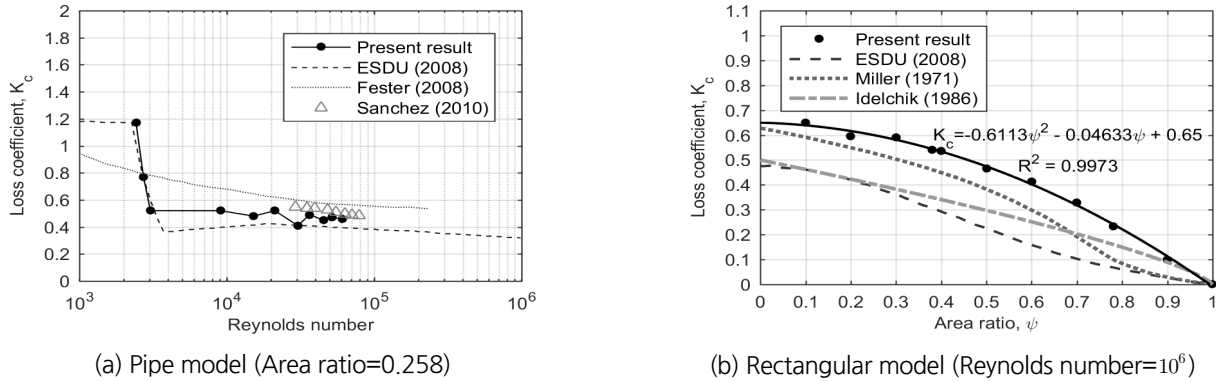 2
1.8
1.6
1.4
1.2
1
0.8
0.6
0.4
0.2
0
Loss coefficient, K_c
Present result
ESDU (2008)
Fester (2008)
Sanchez (2010)
10^3
10^4
10^5
10^6
Reynolds number
(a) Pipe model (Area ratio=0.258)
1.1
1
0.9
0.8
0.7
0.6
0.5
0.4
0.3
0.2
0.1
0
Loss coefficient, K_c
Present result
ESDU (2008)
Miller (1971)
Idelchik (1986)
K_c=-0.6113ψ^2 - 0.04633ψ + 0.65
R^2 = 0.9973
0 0.1 0.2 0.3 0.4 0.5 0.6 0.7 0.8 0.9 1
Area ratio, ψ
(b) Rectangular model (Reynolds number=10^6)